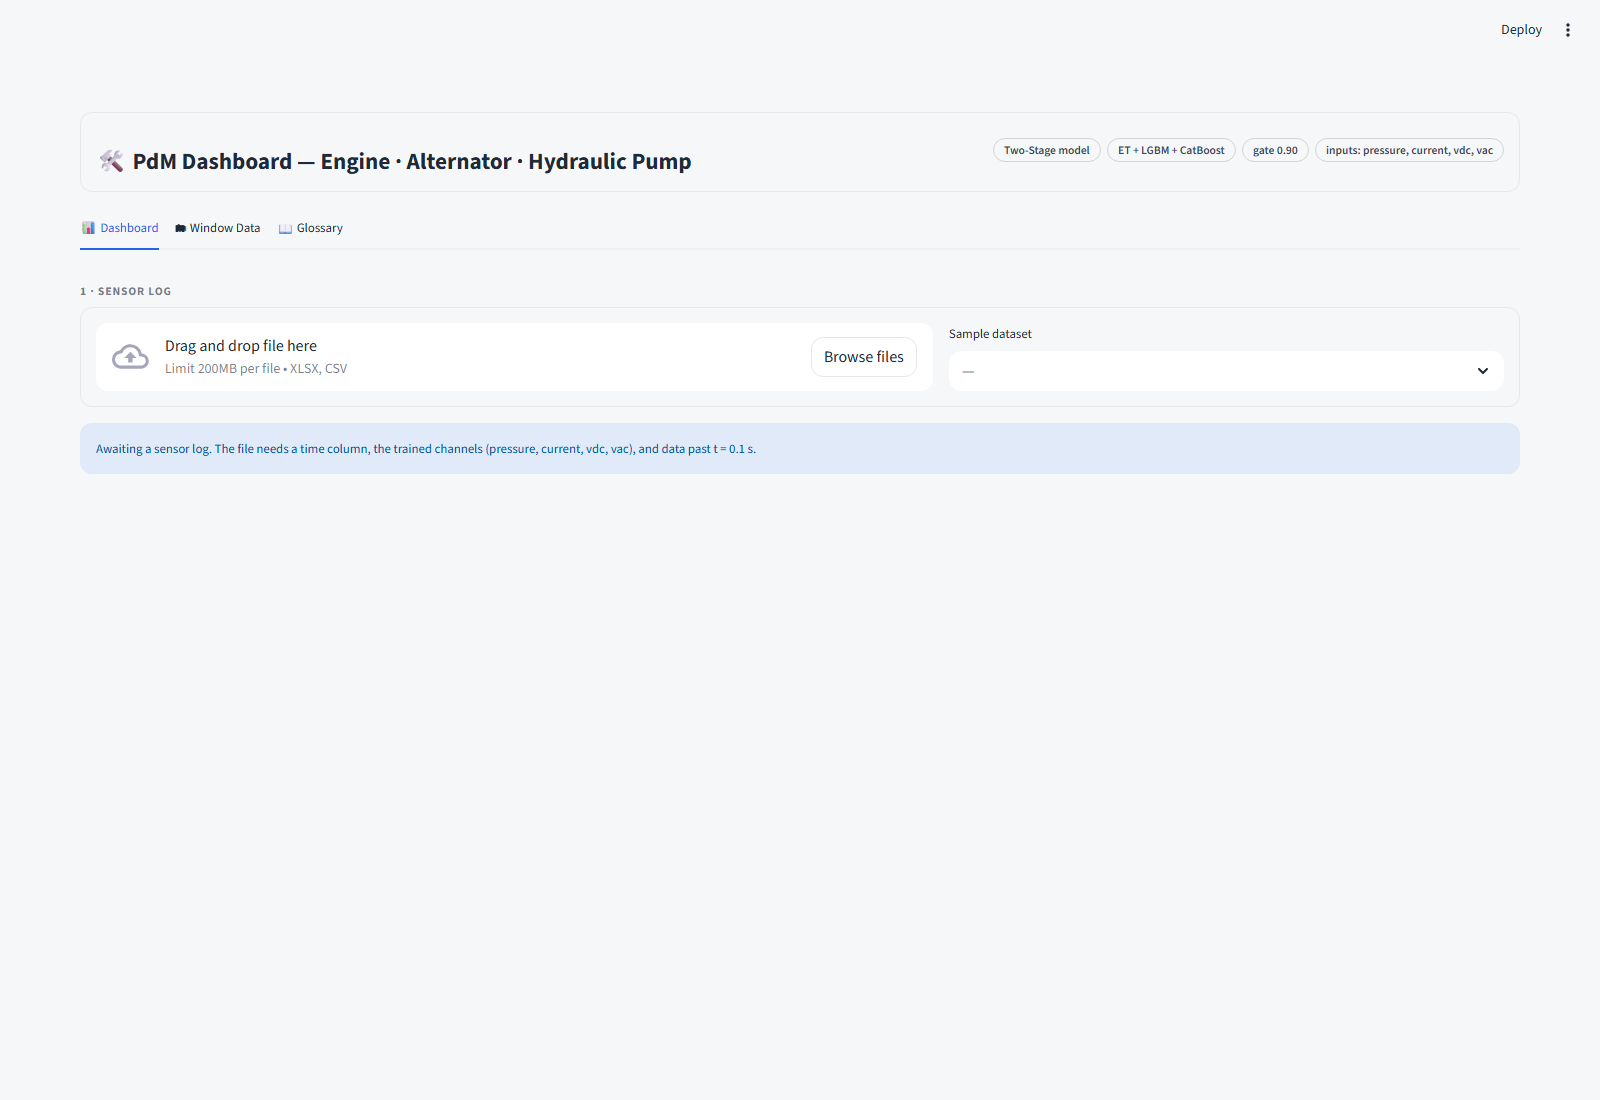 Deploy
PdM Dashboard — Engine · Alternator · Hydraulic Pump
Two-Stage model
ET + LGBM + CatBoost
gate 0.90
inputs: pressure, current, vdc, vac
Dashboard
Window Data
Glossary
1 · SENSOR LOG
Drag and drop file here
Limit 200MB per file • XLSX, CSV
Browse files
Sample dataset
—
Awaiting a sensor log. The file needs a time column, the trained channels (pressure, current, vdc, vac), and data past t = 0.1 s.